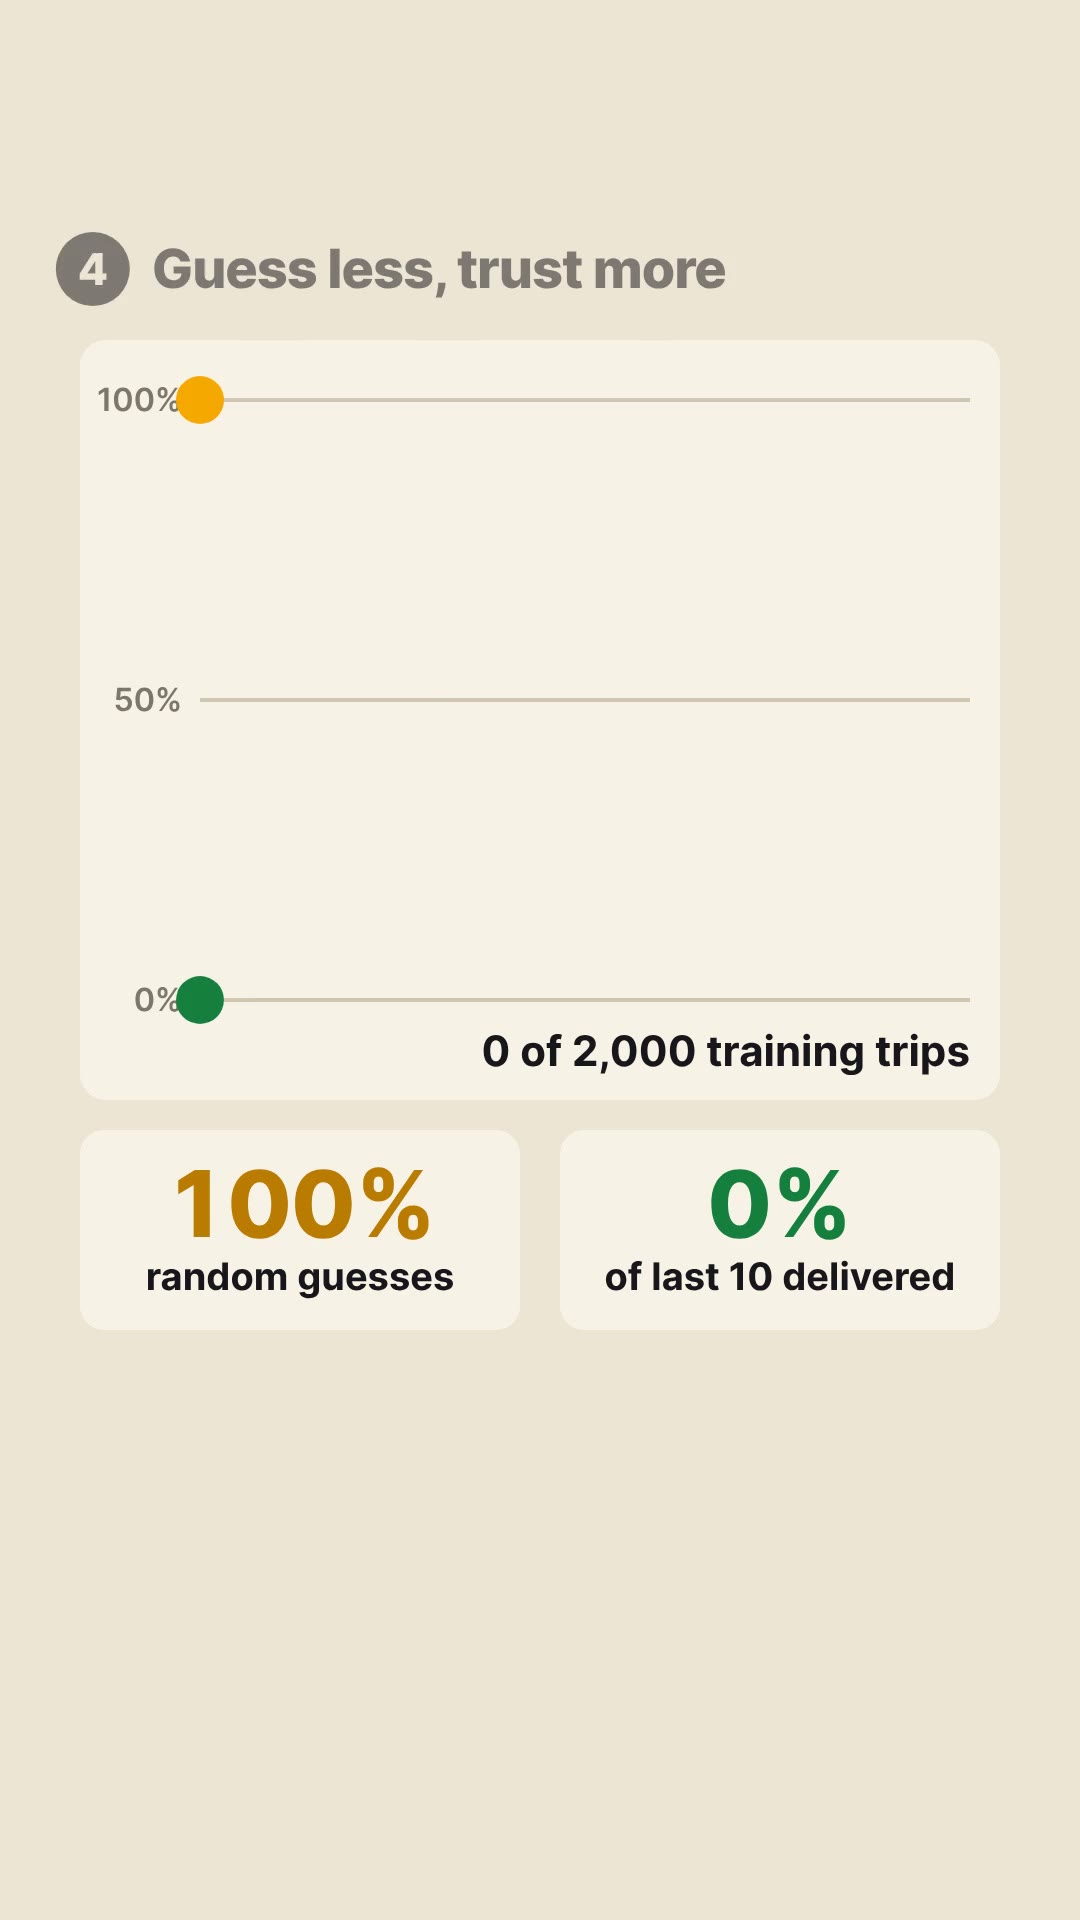 4 Guess less, trust more
100%
50%
0%
0 of 2,000 training trips
100%
random guesses
0%
of last 10 delivered